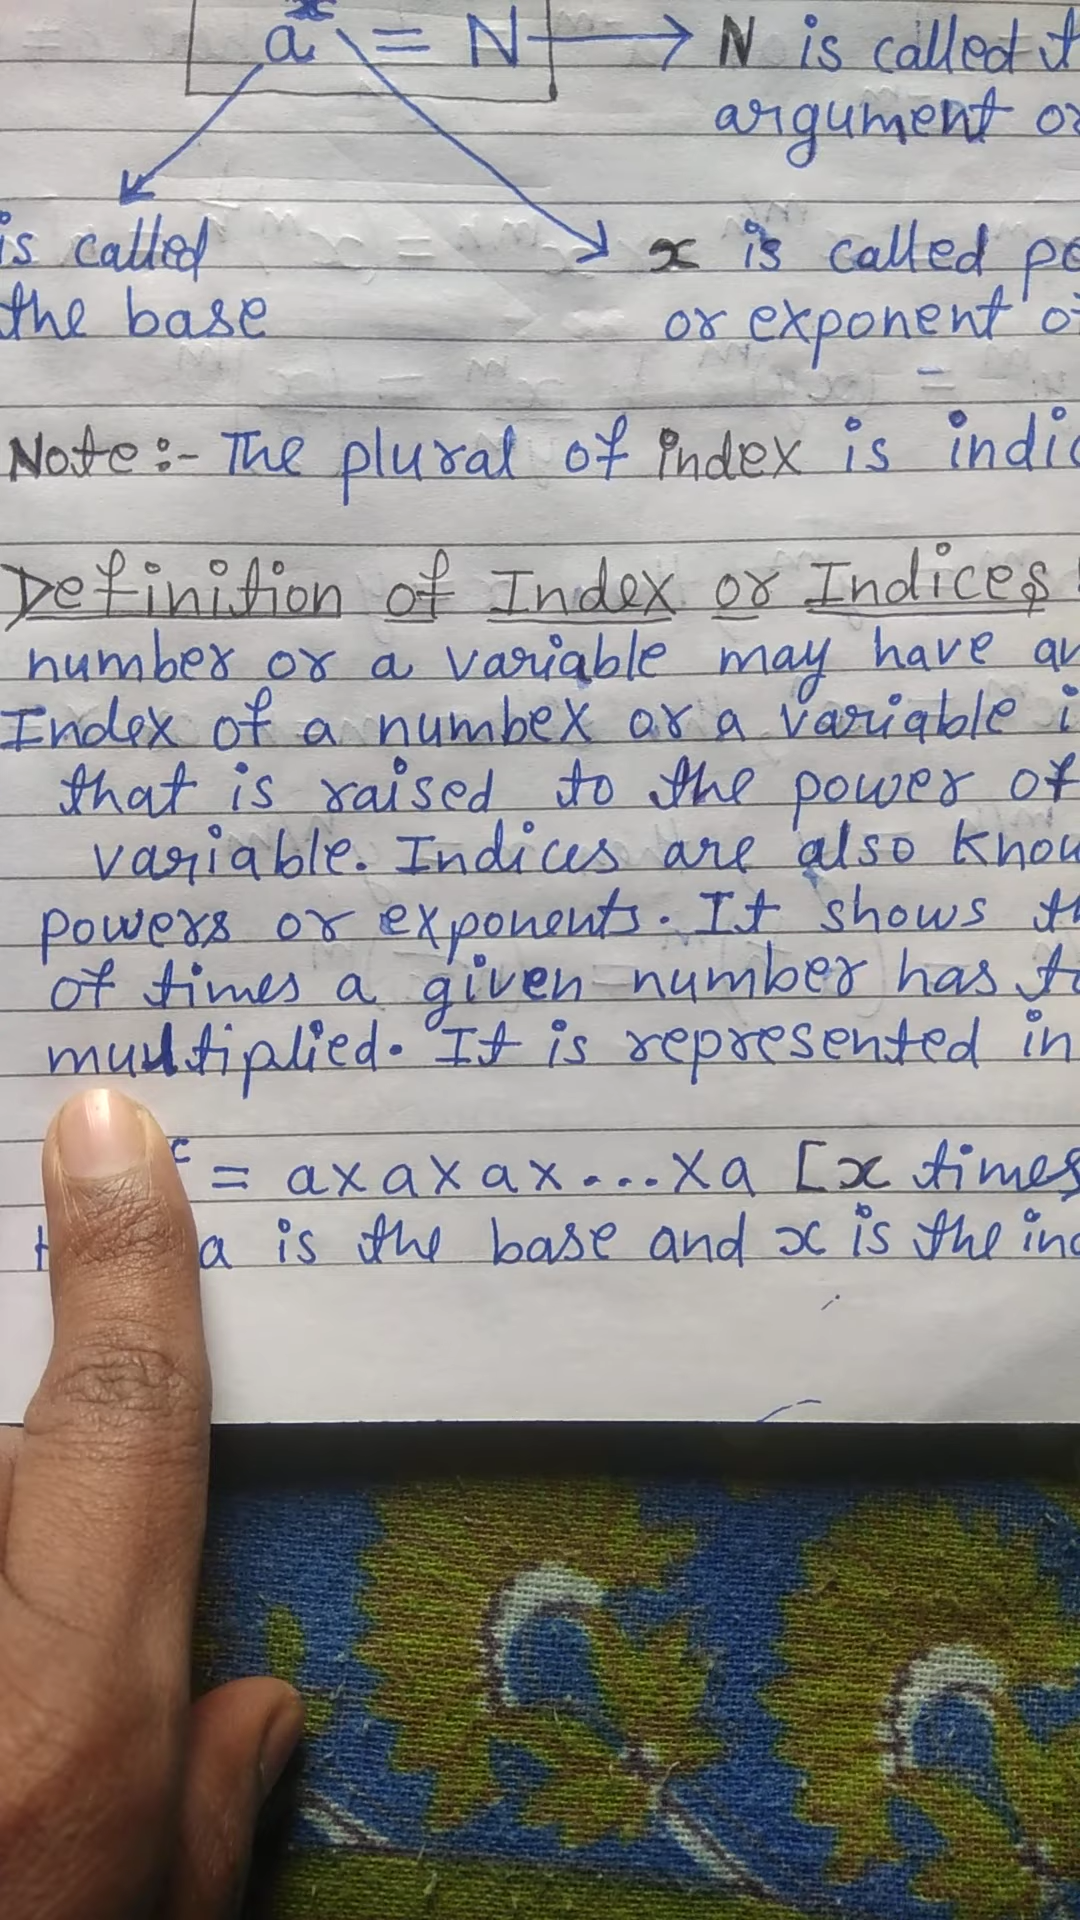 aˣ = N → N is called
argument or
is called
the base
x is called
or exponent
Note:- The plural of index is
Definition of Index or Indices
number or a variable may have
Index of a number or a variable
that is raised to the power of
variable. Indices are also
powers or exponents. It shows
of times a given number has
multiplied. It is represented in
= a×a×a×...×a [x times
a is the base and x is the